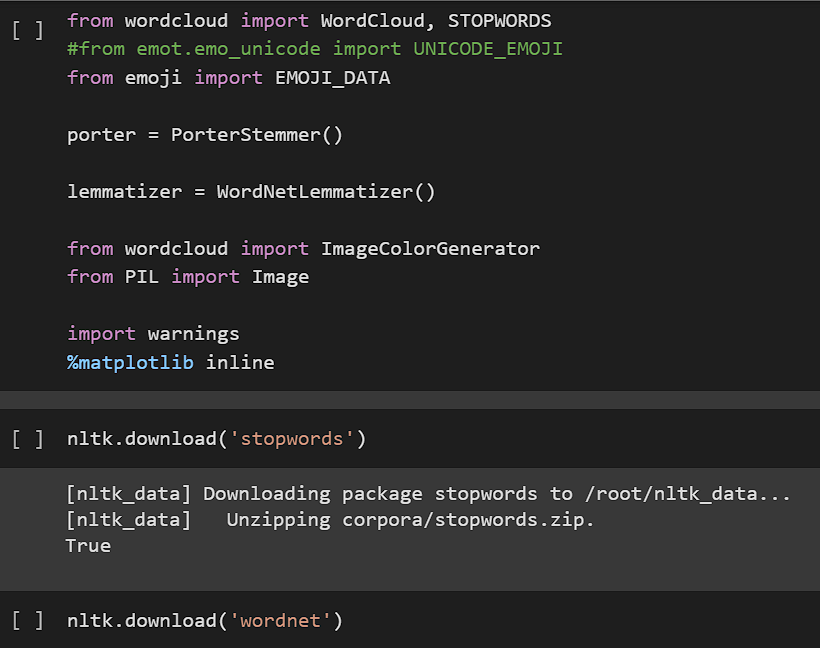 [ ] from wordcloud import WordCloud, STOPWORDS
#from emot.emo_unicode import UNICODE_EMOJI
from emoji import EMOJI_DATA
porter = PorterStemmer()
lemmatizer = WordNetLemmatizer()
from wordcloud import ImageColorGenerator
from PIL import Image
import warnings
%matplotlib inline
[ ] nltk.download('stopwords')
[nltk_data] Downloading package stopwords to /root/nltk_data...
[nltk_data]   Unzipping corpora/stopwords.zip.
True
[ ] nltk.download('wordnet')